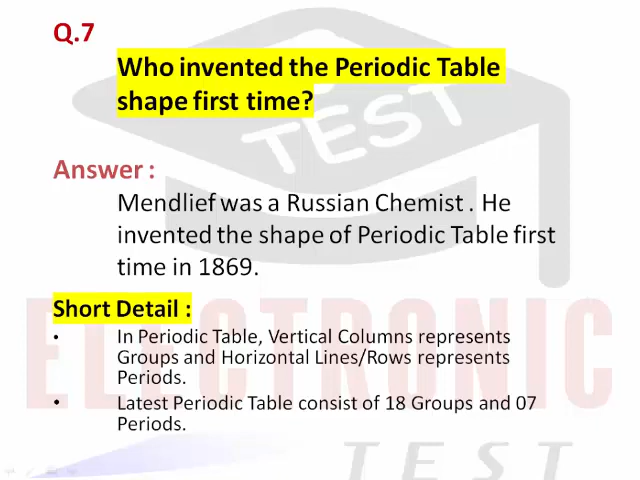 Q.7
Who invented the Periodic Table
shape first time?
TEST
TEST
Answer :
Mendlief was a Russian Chemist . He
invented the shape of Periodic Table first
time in 1869.
Short Detail :
• In Periodic Table, Vertical Columns represents
Groups and Horizontal Lines/Rows represents
Periods.
• Latest Periodic Table consist of 18 Groups and 07
Periods.
ELECTRONIC
TEST